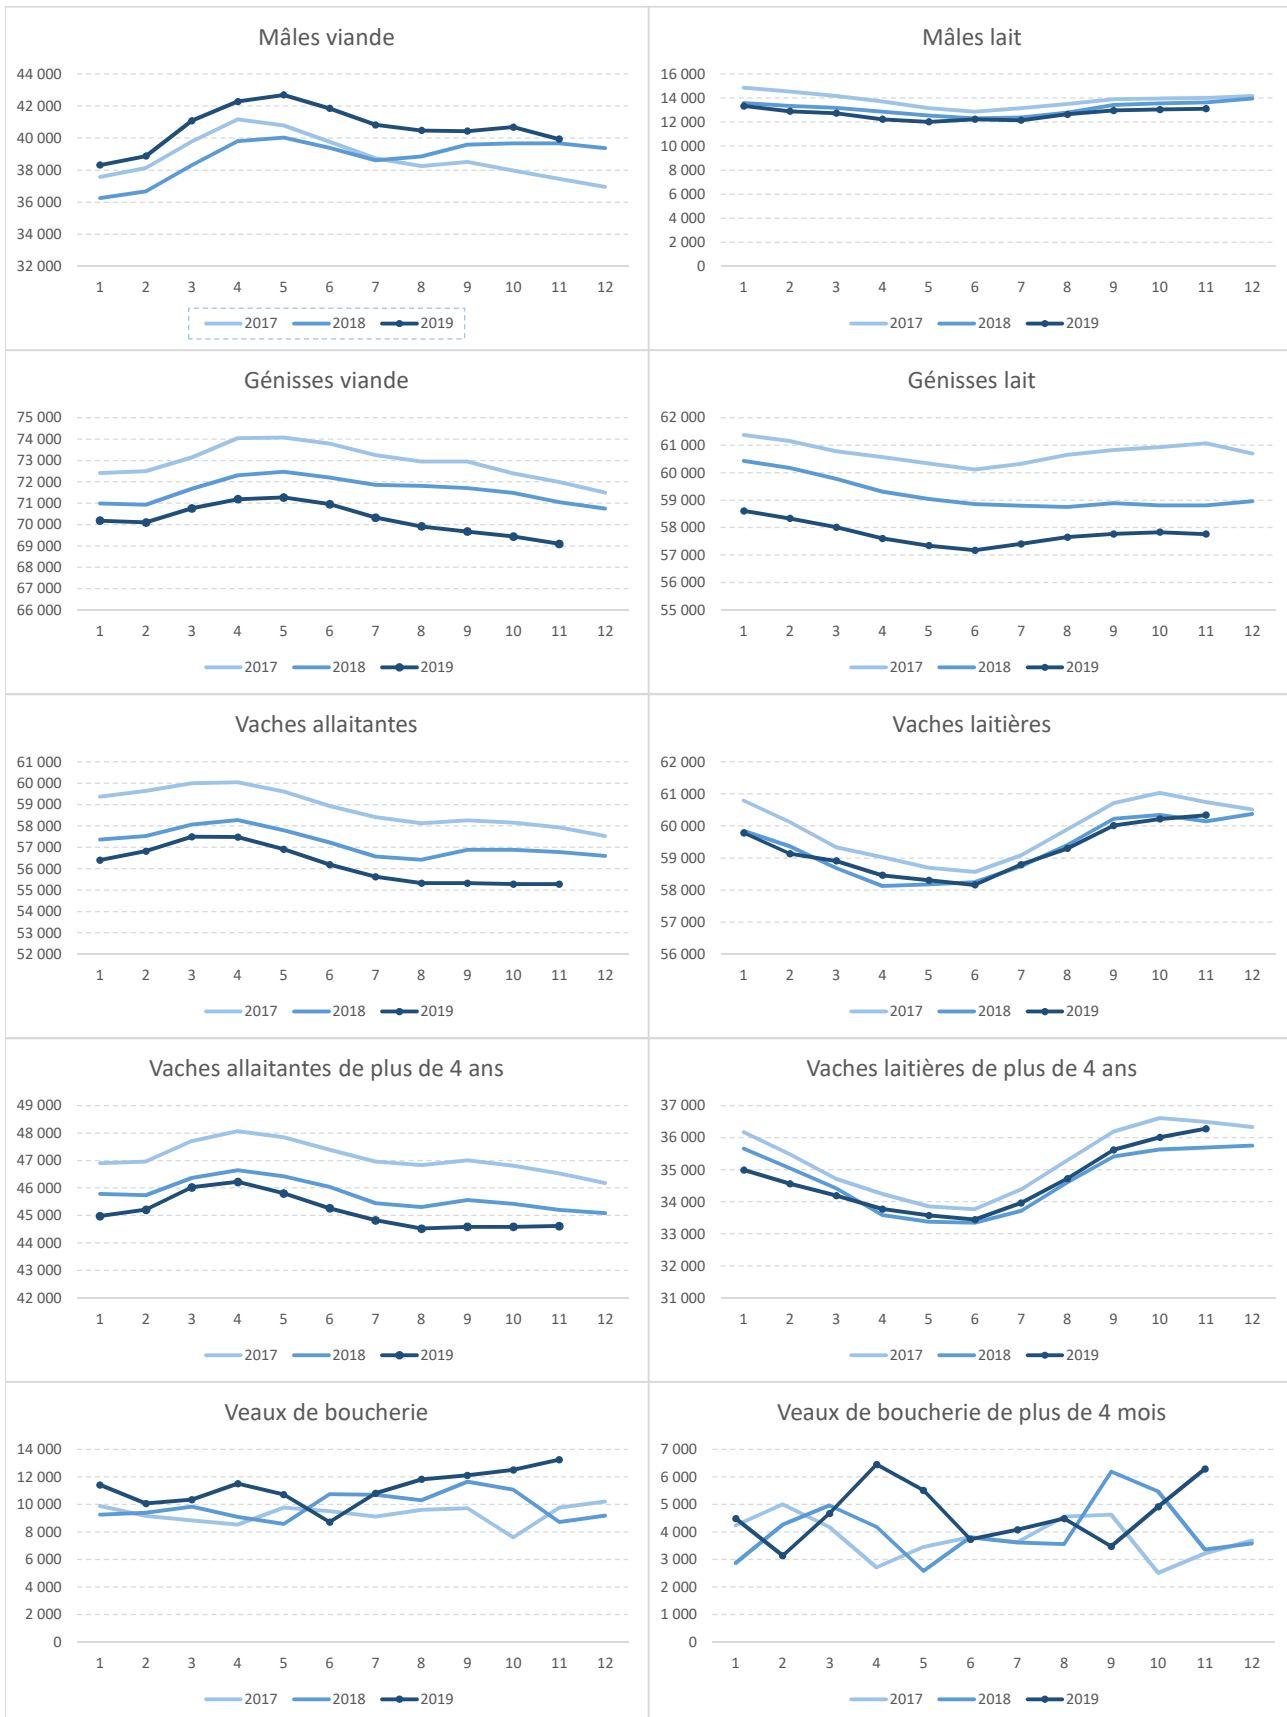 Mâles viande
44 000
42 000
40 000
38 000
36 000
34 000
32 000
1 2 3 4 5 6 7 8 9 10 11 12
2017 2018 2019
Mâles lait
16 000
14 000
12 000
10 000
8 000
6 000
4 000
2 000
0
1 2 3 4 5 6 7 8 9 10 11 12
2017 2018 2019
Génisses viande
75 000
74 000
73 000
72 000
71 000
70 000
69 000
68 000
67 000
66 000
1 2 3 4 5 6 7 8 9 10 11 12
2017 2018 2019
Génisses lait
62 000
61 000
60 000
59 000
58 000
57 000
56 000
55 000
1 2 3 4 5 6 7 8 9 10 11 12
2017 2018 2019
Vaches allaitantes
61 000
60 000
59 000
58 000
57 000
56 000
55 000
54 000
53 000
52 000
1 2 3 4 5 6 7 8 9 10 11 12
2017 2018 2019
Vaches laitières
62 000
61 000
60 000
59 000
58 000
57 000
56 000
1 2 3 4 5 6 7 8 9 10 11 12
2017 2018 2019
Vaches allaitantes de plus de 4 ans
49 000
48 000
47 000
46 000
45 000
44 000
43 000
42 000
1 2 3 4 5 6 7 8 9 10 11 12
2017 2018 2019
Vaches laitières de plus de 4 ans
37 000
36 000
35 000
34 000
33 000
32 000
31 000
1 2 3 4 5 6 7 8 9 10 11 12
2017 2018 2019
Veaux de boucherie
14 000
12 000
10 000
8 000
6 000
4 000
2 000
0
1 2 3 4 5 6 7 8 9 10 11 12
2017 2018 2019
Veaux de boucherie de plus de 4 mois
7 000
6 000
5 000
4 000
3 000
2 000
1 000
0
1 2 3 4 5 6 7 8 9 10 11 12
2017 2018 2019